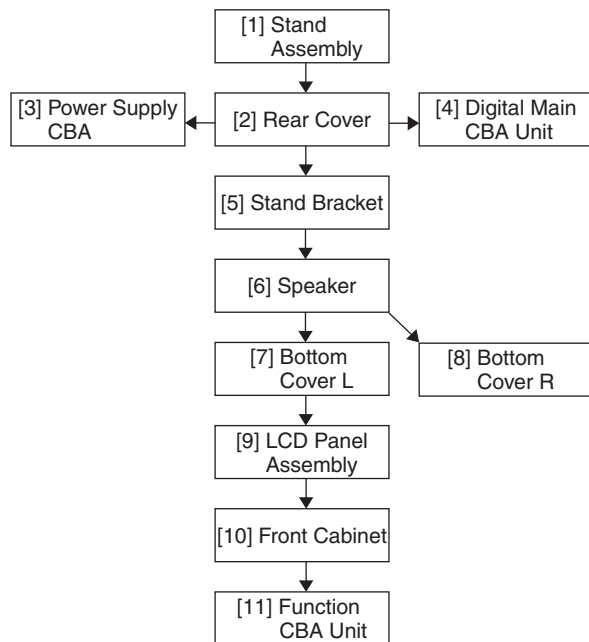 [1] Stand
Assembly
[3] Power Supply
CBA
[2] Rear Cover
[4] Digital Main
CBA Unit
[5] Stand Bracket
[6] Speaker
[7] Bottom
Cover L
[8] Bottom
Cover R
[9] LCD Panel
Assembly
[10] Front Cabinet
[11] Function
CBA Unit